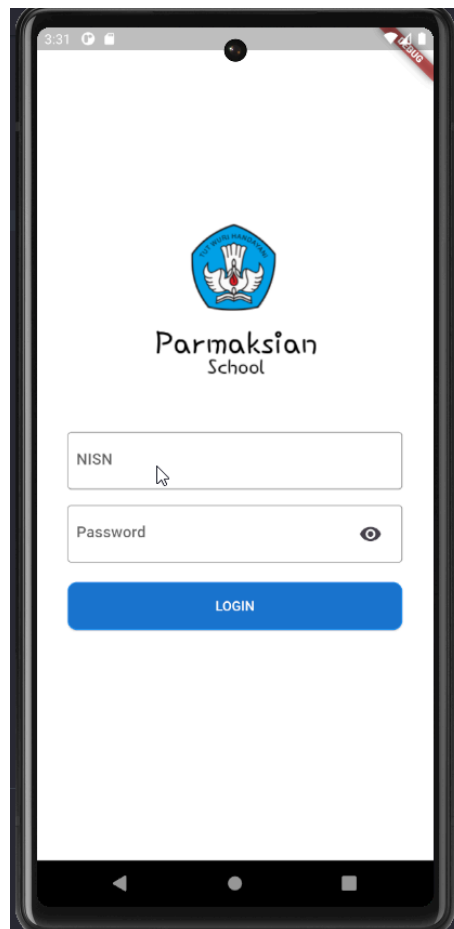 3:31
DEBUG
TUT WURI HANDAYANI
Parmaksian
School
NISN
Password
LOGIN